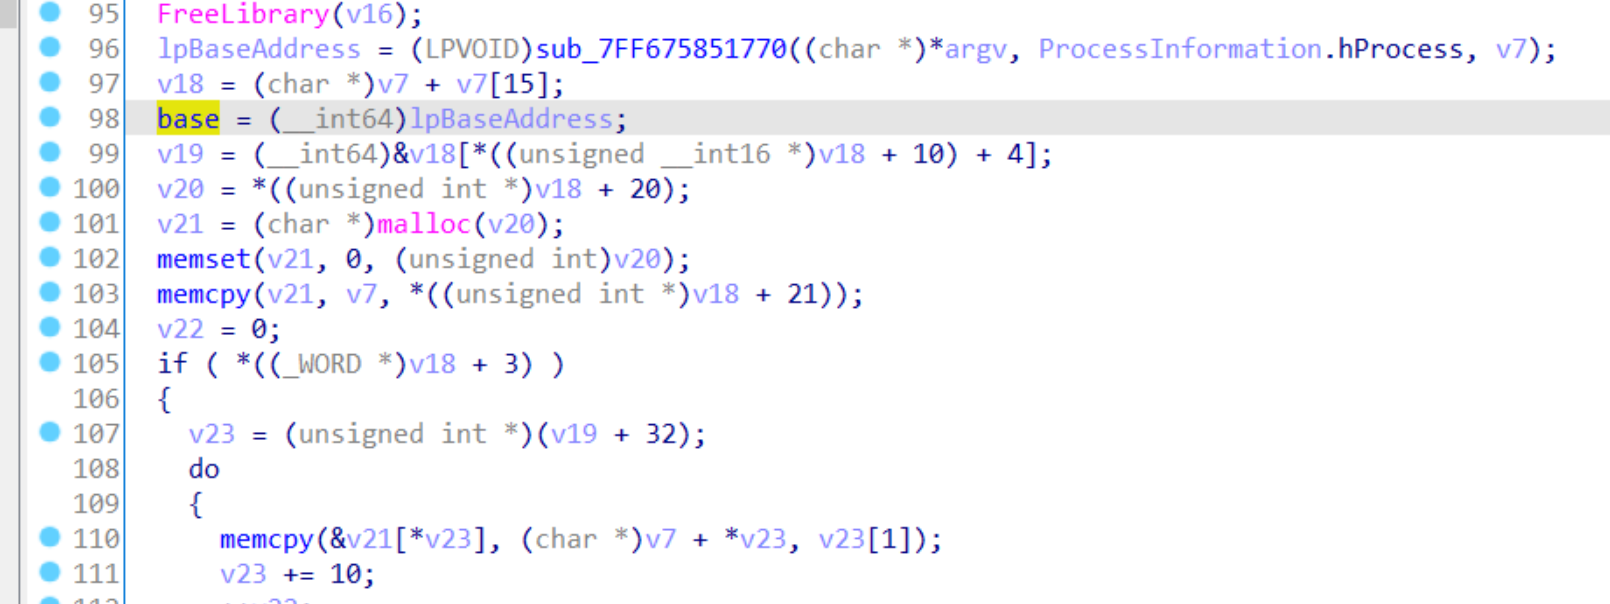 95 FreeLibrary(v16);
96 lpBaseAddress = (LPVOID)sub_7FF675851770((char *)*argv, ProcessInformation.hProcess, v7);
97 v18 = (char *)v7 + v7[15];
98 base = (__int64)lpBaseAddress;
99 v19 = (__int64)&v18[*((unsigned __int16 *)v18 + 10) + 4];
100 v20 = *((unsigned int *)v18 + 20);
101 v21 = (char *)malloc(v20);
102 memset(v21, 0, (unsigned int)v20);
103 memcpy(v21, v7, *((unsigned int *)v18 + 21));
104 v22 = 0;
105 if ( *((_WORD *)v18 + 3) )
106 {
107 v23 = (unsigned int *)(v19 + 32);
108 do
109 {
110 memcpy(&v21[*v23], (char *)v7 + *v23, v23[1]);
111 v23 += 10;